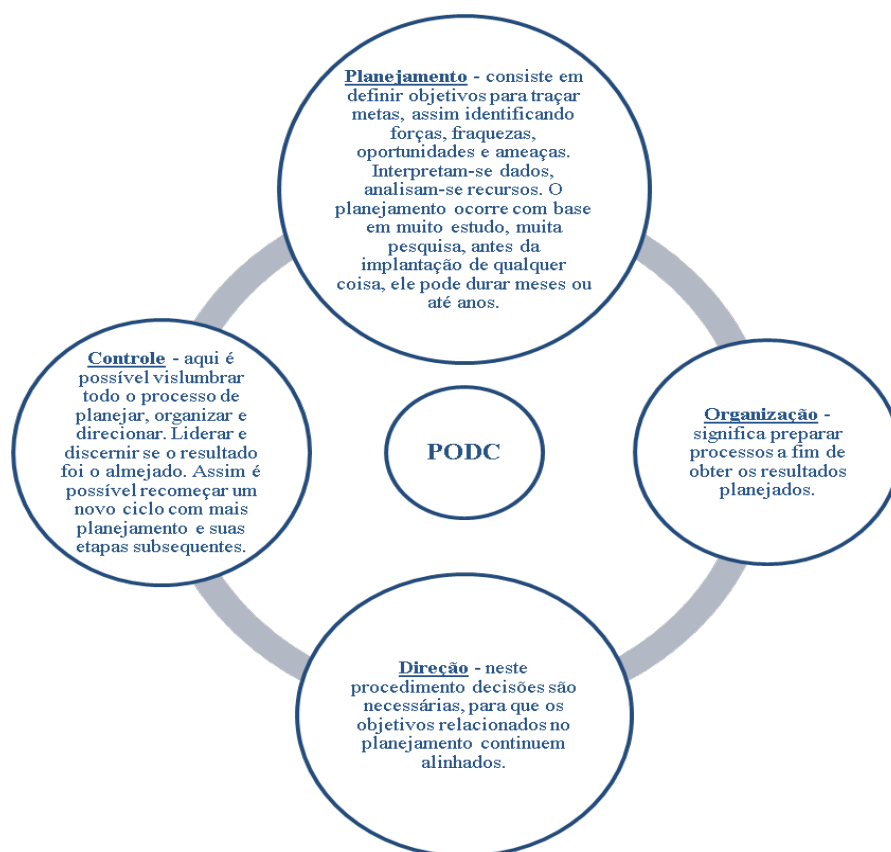 Planejamento - consiste em
definir objetivos para traçar
metas, assim identificando
forças, fraquezas,
oportunidades e ameaças.
Interpretam-se dados,
analisam-se recursos. O
planejamento ocorre com base
em muito estudo, muita
pesquisa, antes da
implantação de qualquer
coisa, ele pode durar meses ou
até anos.
Controle - aqui é
possível vislumbrar
todo o processo de
planejar, organizar e
direcionar. Liderar e
discernir se o resultado
foi o almejado. Assim é
possível recomeçar um
novo ciclo com mais
planejamento e suas
etapas subsequentes.
PODC
Organização -
significa preparar
processos a fim de
obter os resultados
planejados.
Direção - neste
procedimento decisões são
necessárias, para que os
objetivos relacionados no
planejamento continuem
alinhados.